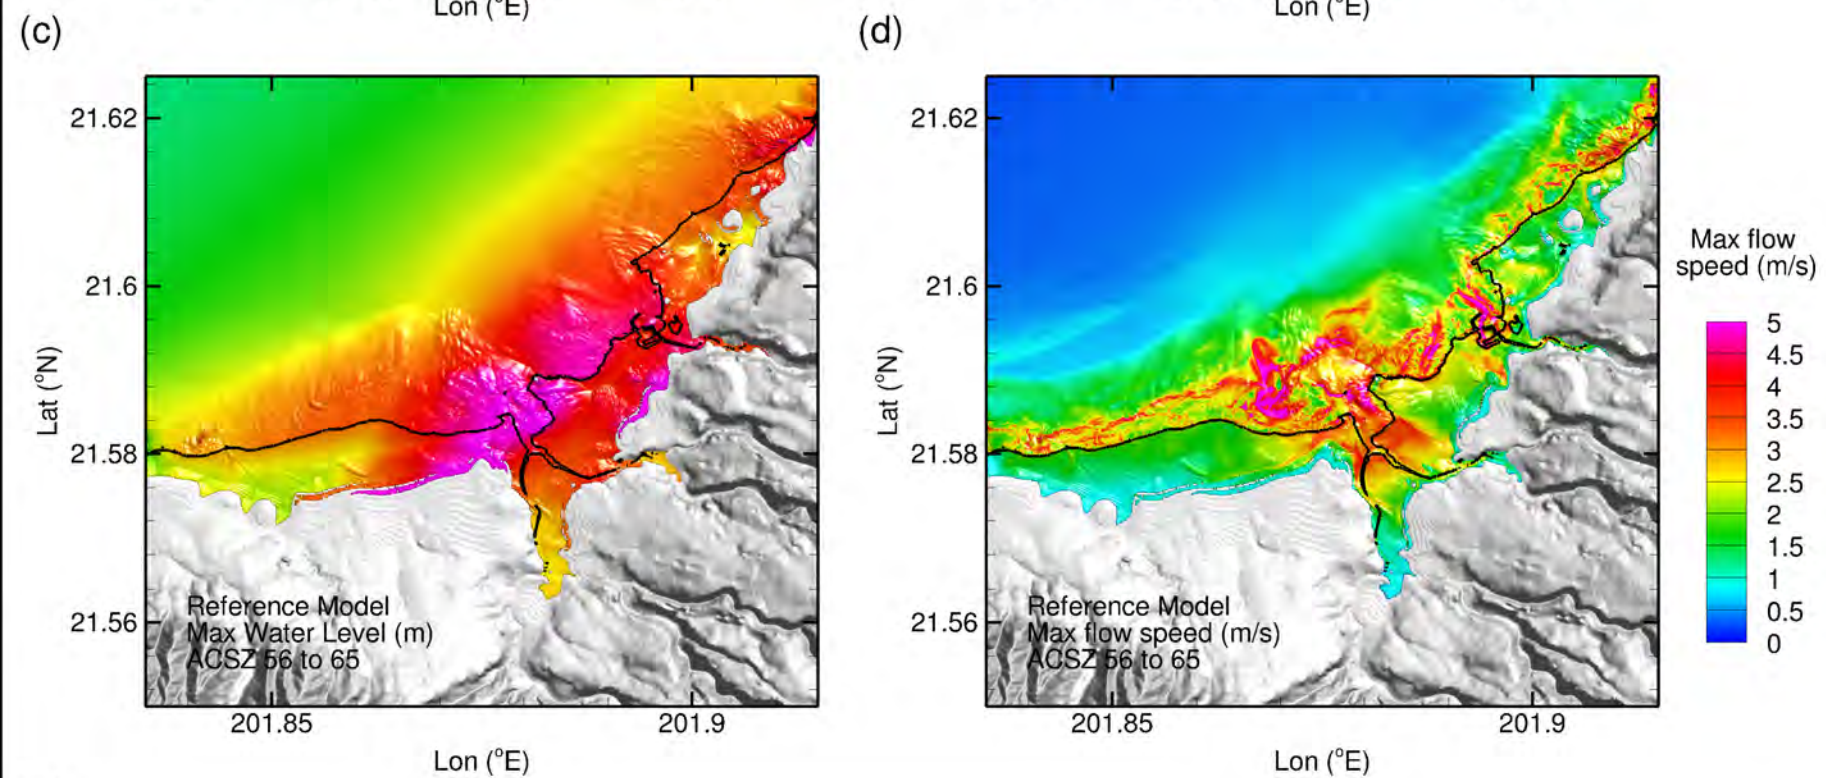 Lon (°E)
Lon (°E)
(c)
(d)
21.62
21.6
21.58
21.56
Lat (°N)
201.85
201.9
Lon (°E)
Reference Model
Max Water Level (m)
ACSZ 56 to 65
21.62
21.6
21.58
21.56
Lat (°N)
201.85
201.9
Lon (°E)
Reference Model
Max flow speed (m/s)
ACSZ 56 to 65
Max flow
speed (m/s)
5
4.5
4
3.5
3
2.5
2
1.5
1
0.5
0